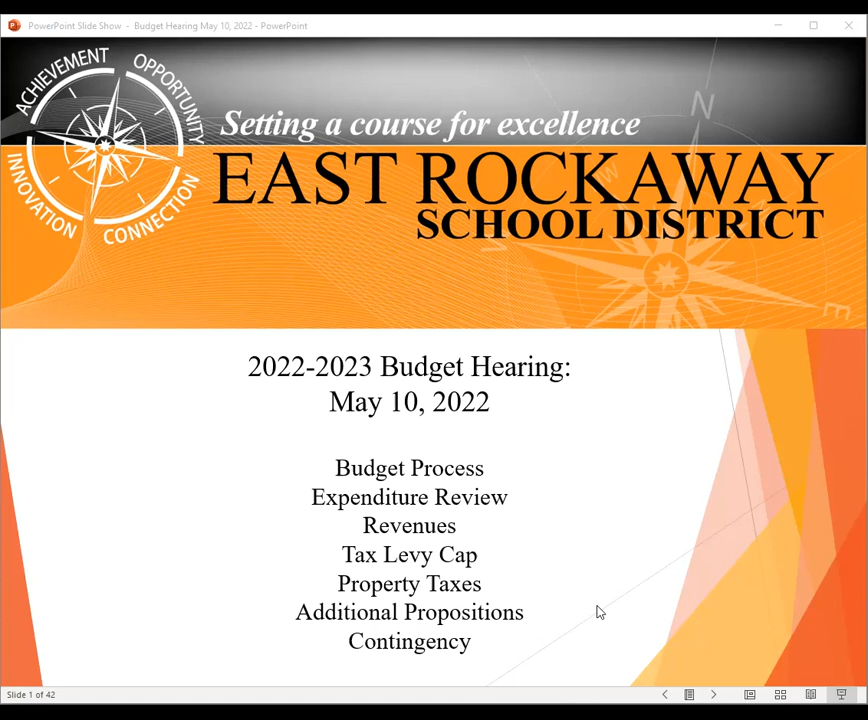 PowerPoint Slide Show - Budget Hearing May 10, 2022 - PowerPoint
ACHIEVEMENT
OPPORTUNITY
INNOVATION
CONNECTION
Setting a course for excellence
EAST ROCKAWAY
SCHOOL DISTRICT
N
W
S
E
2022-2023 Budget Hearing:
May 10, 2022
Budget Process
Expenditure Review
Revenues
Tax Levy Cap
Property Taxes
Additional Propositions
Contingency
Slide 1 of 42